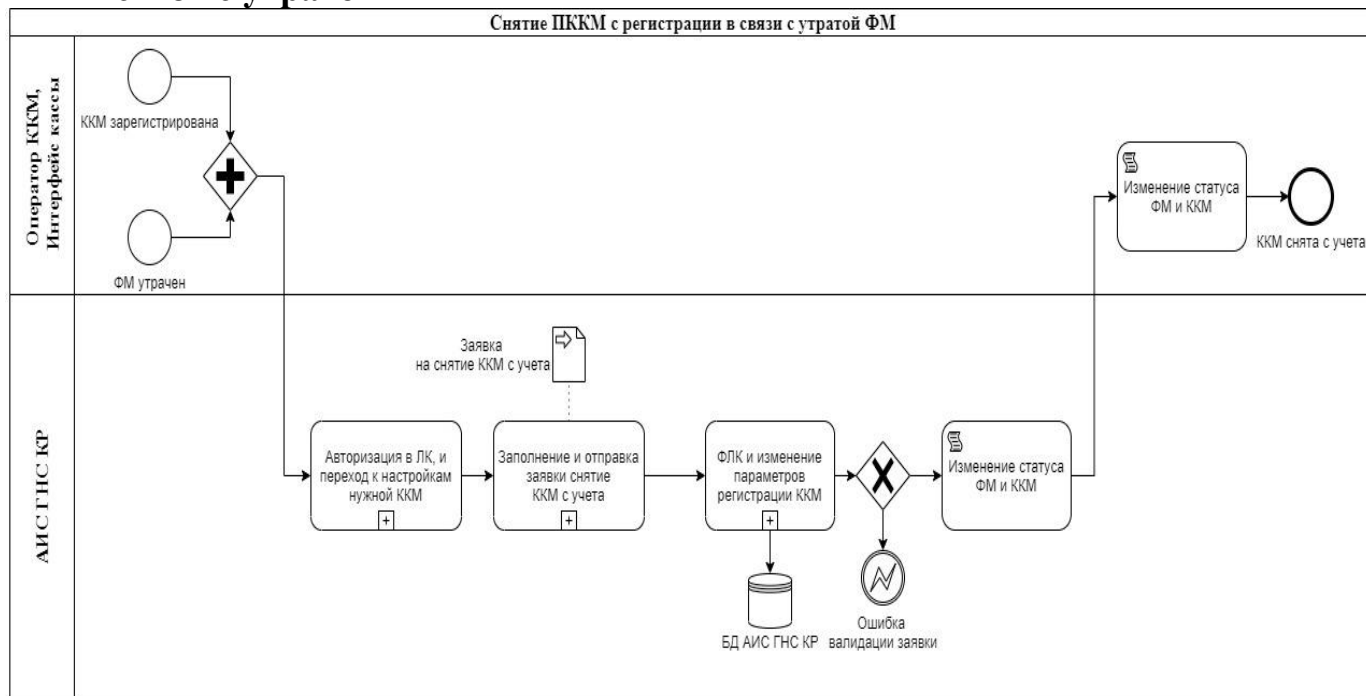 Снятие ПККМ с регистрации в связи с утратой ФМ
Оператор ККМ,
Интерфейс кассы
ККМ зарегистрирована
ФМ утрачен
Изменение статуса
ФМ и ККМ
ККМ снята с учета
АИС ГНС КР
Заявка
на снятие ККМ с учета
Авторизация в ЛК, и
переход к настройкам
нужной ККМ
Заполнение и отправка
заявки снятие
ККМ с учета
ФЛК и изменение
параметров
регистрации ККМ
Изменение статуса
ФМ и ККМ
БД АИС ГНС КР
Ошибка
валидации заявки